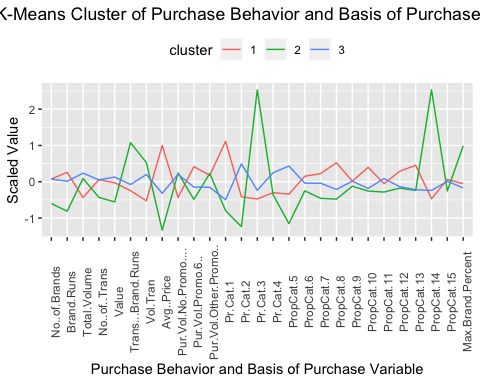 K-Means Cluster of Purchase Behavior and Basis of Purchase
cluster 1 2 3
Scaled Value
2
1
0
-1
No..of.Brands
Brand.Runs
Total.Volume
No..of..Trans
Value
Trans...Brand.Runs
Vol.Tran
Avg..Price
Pur.Vol.No.Promo....
Pur.Vol.Promo.6..
Pur.Vol.Other.Promo..
Pr.Cat.1
Pr.Cat.2
Pr.Cat.3
Pr.Cat.4
PropCat.5
PropCat.6
PropCat.7
PropCat.8
PropCat.9
PropCat.10
PropCat.11
PropCat.12
PropCat.13
PropCat.14
PropCat.15
Max.Brand.Percent
Purchase Behavior and Basis of Purchase Variable